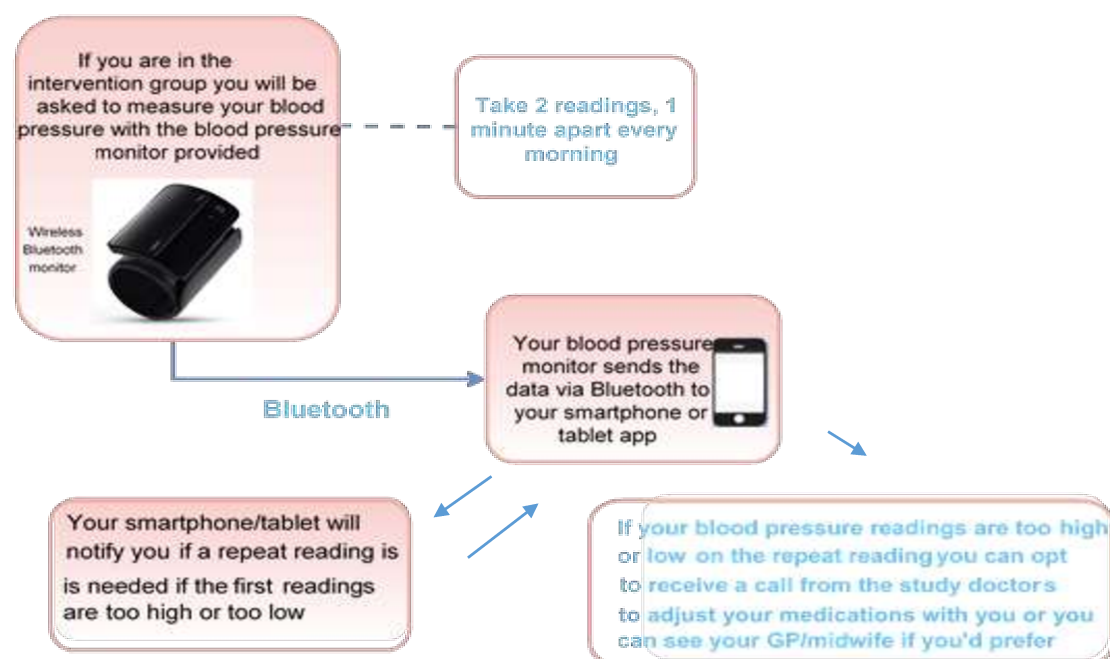 If you are in the
intervention group you will be
asked to measure your blood
pressure with the blood pressure
monitor provided
Wireless
Bluetooth
monitor
Take 2 readings, 1
minute apart every
morning
Bluetooth
Your blood pressure
monitor sends the
data via Bluetooth to
your smartphone or
tablet app
Your smartphone/tablet will
notify you if a repeat reading is
is needed if the first readings
are too high or too low
If your blood pressure readings are too high
or low on the repeat reading you can opt
to receive a call from the study doctors
to adjust your medications with you or you
can see your GP/midwife if you'd prefer